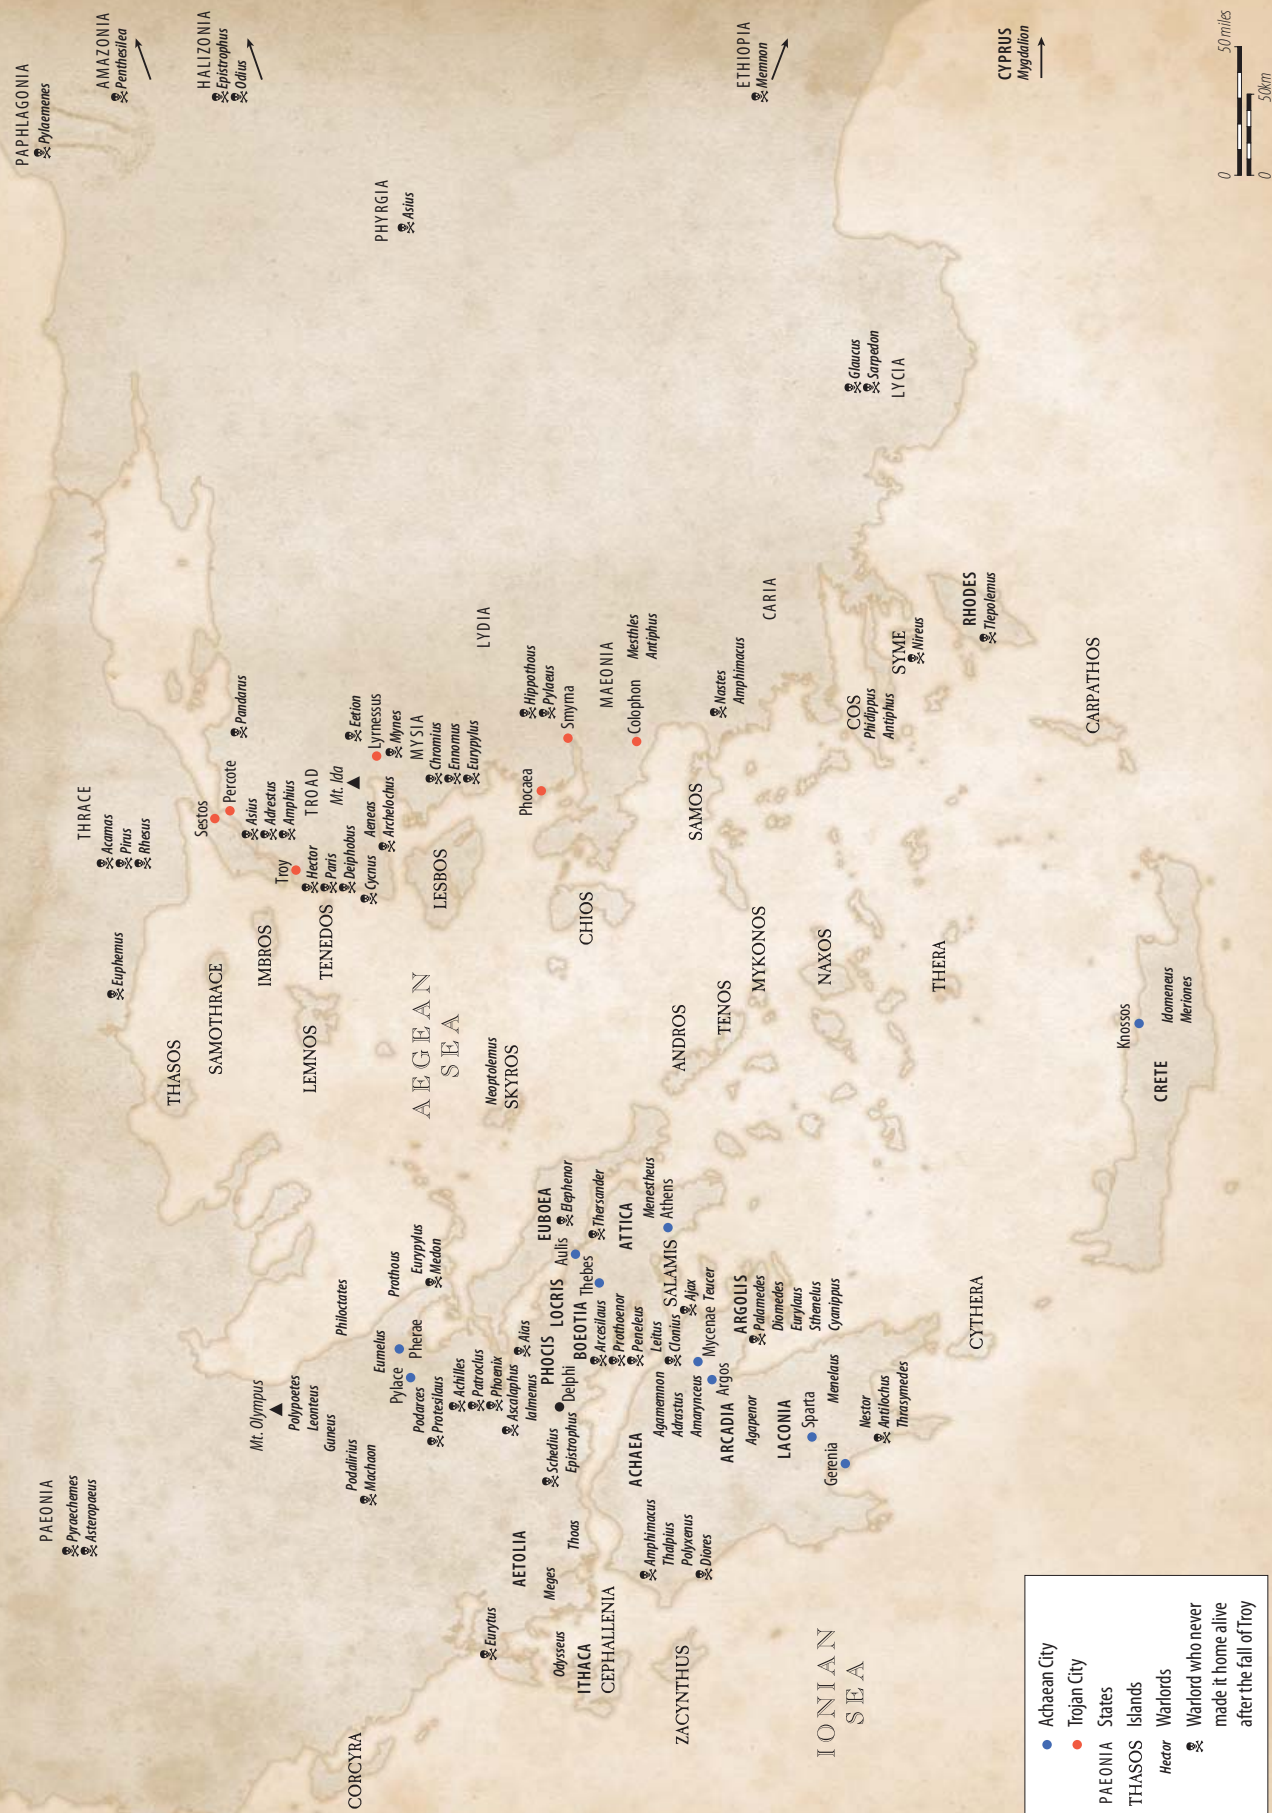 PAEONIA
Pyraechemes
Asteropaeus
THRACE
Acamas
Pirus
Rhesus
Euphemus
PAPHLAGONIA
Pylaemenes
AMAZONIA
Penthesilea
HALIZONIA
Epistrophus
Odius
THASOS
SAMOTHRACE
IMBROS
TENEDOS
LEMNOS
Sestos
Percote
Pandarus
Asius
Adrestus
Amphius
TROAD
Troy
Hector
Paris
Deiphobus
Cycnus
Mt. Ida
Aeneas
Archelochus
Eetion
Lyrnessus
Mynes
MYSIA
Chromius
Ennomus
Eurypylus
PHYRGIA
Asius
Mt. Olympus
Polypoetes
Leonteus
Guneus
Philoctates
Podalirius
Machaon
CORCYRA
Eumelus
Pherae
Prothous
Eurypylus
Medon
Pylace
Podarces
Protesilaus
Achilles
Patroclus
Phoenix
AEGEAN
SEA
LESBOS
LYDIA
Neoptolemus
SKYROS
Eurytus
AETOLIA
Meges
Thoas
Ascalaphus
Ialmenus
Aias
PHOCIS
Delphi
Schedius
Epistrophus
LOCRIS
EUBOEA
Elephenor
Aulis
Thebes
Thersander
BOEOTIA
Arcesilaus
Prothoenor
Peneleus
Leitus
Clonius
ATTICA
Menestheus
Athens
Phocaea
Hippothous
Pylaeus
Smyrna
CHIOS
MAEONIA
Colophon
Mesthles
Antiphus
Odysseus
ITHACA
CEPHALLENIA
ZACYNTHUS
ACHAEA
Amphimacus
Thalpius
Polyxenus
Diores
Agamemnon
Adrastus
Amarynceus
SALAMIS
Ajax
Teucer
Mycenae
Argos
ARGOLIS
Palamedes
Diomedes
Eurylaus
Sthenelus
Cyanippus
ARCADIA
Agapenor
LACONIA
Sparta
Menelaus
Gerenia
Nestor
Antilochus
Thrasymedes
ANDROS
TENOS
MYKONOS
NAXOS
SAMOS
Nastes
Amphimacus
CARIA
ETHIOPIA
Memnon
COS
Phidippus
Antiphus
SYME
Nireus
Glaucus
Sarpedon
LYCIA
IONIAN
SEA
THERA
CYTHERA
RHODES
Tlepolemus
CARPATHOS
Knossos
CRETE
Idomeneus
Meriones
CYPRUS
Mygdalion
0
50 miles
0
50km
Achaean City
Trojan City
PAEONIA States
THASOS Islands
Hector Warlords
Warlord who never
made it home alive
after the fall of Troy